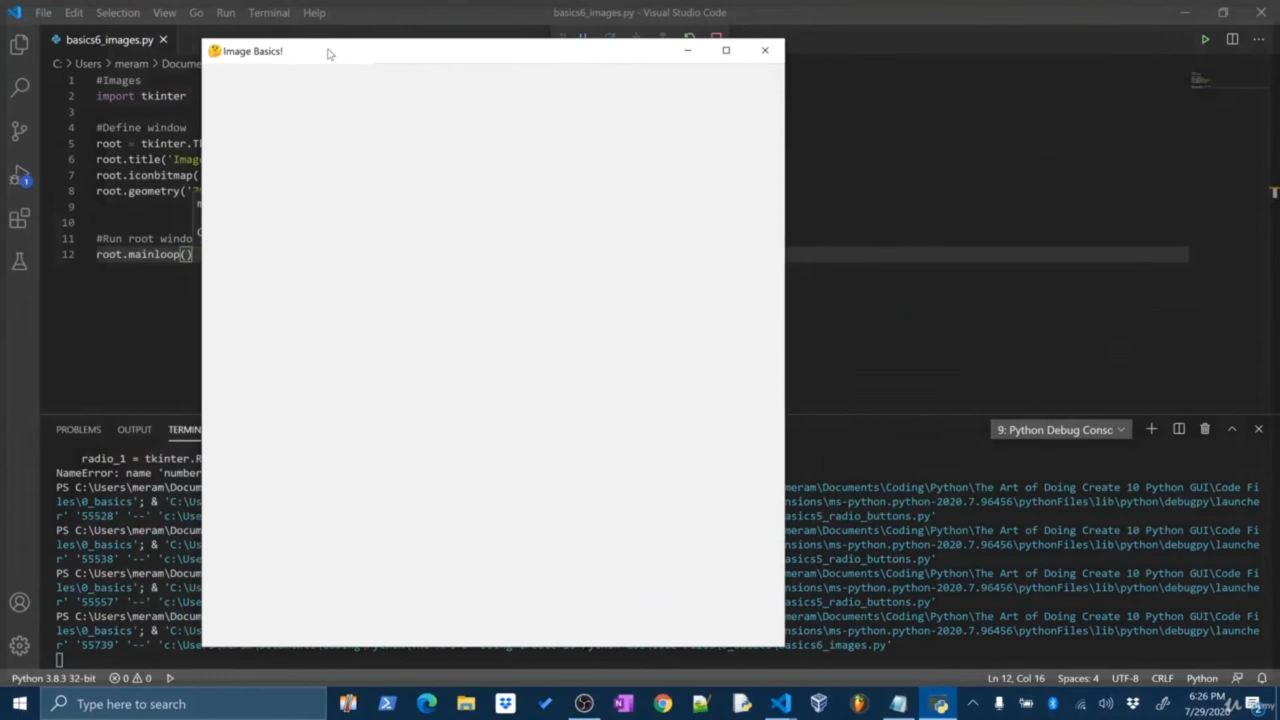 File Edit Selection View Go Run Terminal Help
basics6_images.py - Visual Studio Code
basics6_images.py
Image Basics!
C: > Users > meram > Docume
1 #Images
2 import tkinter
3
4 #Define window
5 root = tkinter.T
6 root.title('Imag
7 root.iconbitmap(
8 root.geometry('
9
10
11 #Run root windo
12 root.mainloop()
PROBLEMS OUTPUT TERMIN
9: Python Debug Consc
radio_1 = tkinter.R
NameError: name 'number
PS C:\Users\meram\Docum meram\Documents\Coding\Python\The Art of Doing Create 10 Python GUI\Code Fi
les\0_basics'; & 'C:\Us nsions\ms-python.python-2020.7.96456\pythonFiles\lib\python\debugpy\launche
r' '55528' '--' 'c:\Use asics5_radio_buttons.py'
PS C:\Users\meram\Docum meram\Documents\Coding\Python\The Art of Doing Create 10 Python GUI\Code Fi
les\0_basics'; & 'C:\Us nsions\ms-python.python-2020.7.96456\pythonFiles\lib\python\debugpy\launche
r' '55538' '--' 'c:\Use asics5_radio_buttons.py'
PS C:\Users\meram\Docum meram\Documents\Coding\Python\The Art of Doing Create 10 Python GUI\Code Fi
les\0_basics'; & 'C:\Us nsions\ms-python.python-2020.7.96456\pythonFiles\lib\python\debugpy\launche
r' '55557' '--' 'c:\Use asics5_radio_buttons.py'
PS C:\Users\meram\Docum meram\Documents\Coding\Python\The Art of Doing Create 10 Python GUI\Code Fi
les\0_basics'; & 'C:\Us nsions\ms-python.python-2020.7.96456\pythonFiles\lib\python\debugpy\launche
r' '55739' '--' 'c:\Use asics6_images.py'
Python 3.8.3 32-bit 0 0 Ln 12, Col 16 Spaces: 4 UTF-8 CRLF Python
Type here to search
6:26 PM
7/29/2020